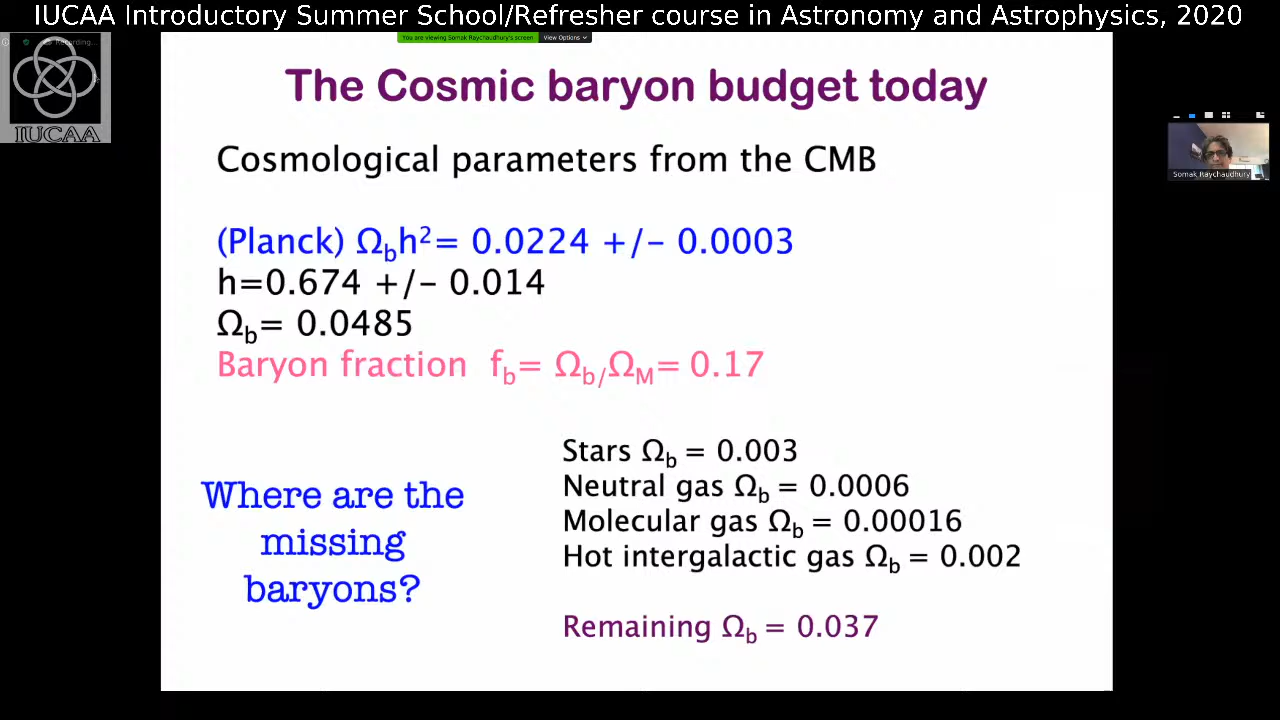 IUCAA Introductory Summer School/Refresher course in Astronomy and Astrophysics, 2020
Recording...
You are viewing Somak Raychaudhury's screen
View Options
IUCAA
The Cosmic baryon budget today
Cosmological parameters from the CMB
Somak Raychaudhury
(Planck) Ω_bh²= 0.0224 +/- 0.0003
h=0.674 +/- 0.014
Ω_b= 0.0485
Baryon fraction f_b= Ω_b/Ω_M= 0.17
Stars Ω_b = 0.003
Neutral gas Ω_b = 0.0006
Molecular gas Ω_b = 0.00016
Hot intergalactic gas Ω_b = 0.002
Where are the
missing
baryons?
Remaining Ω_b = 0.037